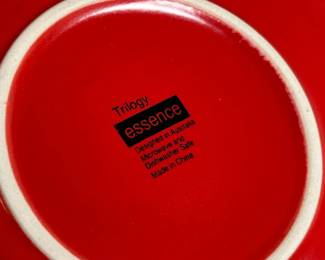 Trilogy
essence
Designed in Australia
Microwave and
Dishwasher Safe
Made in China